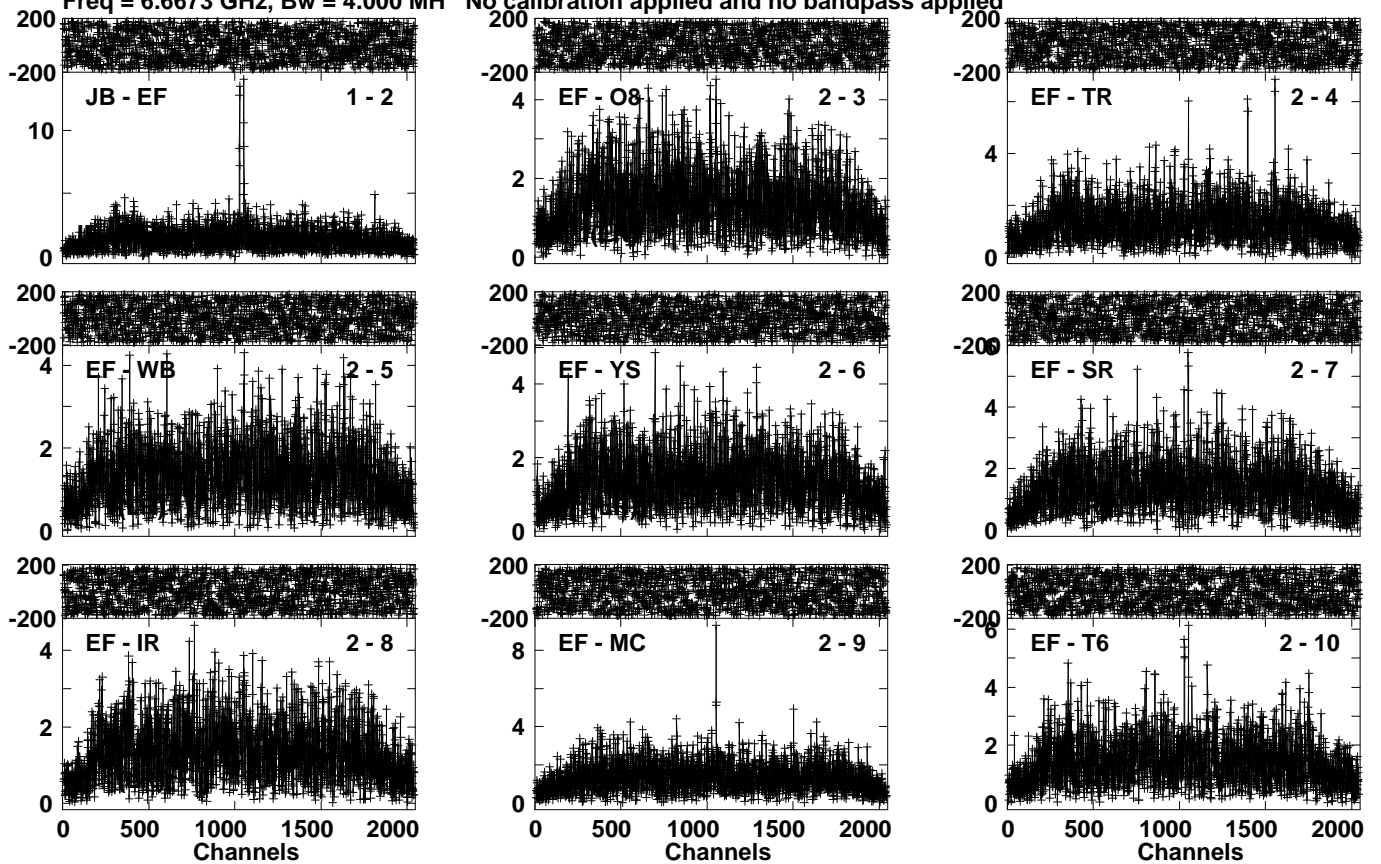 Freq = 6.6673 GHz, Bw = 4.000 MH No calibration applied and no bandpass applied
200 200 200
-200 -200 -200
JB - EF 1 - 2 EF - O8 2 - 3 EF - TR 2 - 4
10 4 4
2
0 0 0
200 200 200
-200 -200 -200
6
EF - WB 2 - 5 EF - YS 2 - 6 EF - SR 2 - 7
4 4 4
2 2 2
0 0 0
200 200 200
-200 -200 -200
6
EF - IR 2 - 8 EF - MC 2 - 9 EF - T6 2 - 10
4 8 4
2 4 2
0 0 0
0 500 1000 1500 2000 0 500 1000 1500 2000 0 500 1000 1500 2000
Channels Channels Channels